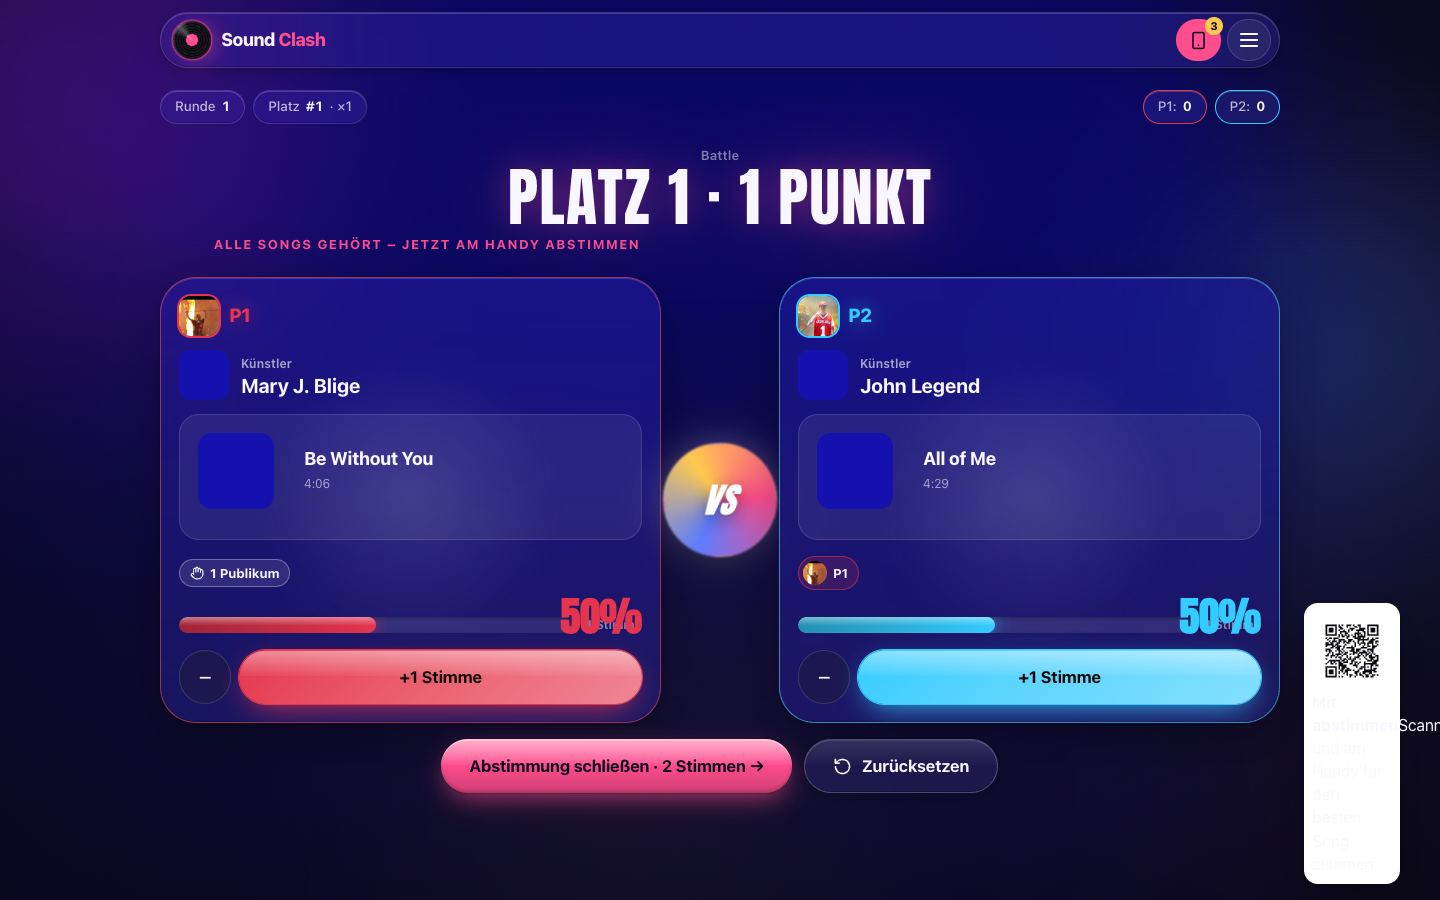 Sound Clash
3
Runde 1
Platz #1 · ×1
P1: 0
P2: 0
Battle
PLATZ 1 · 1 PUNKT
ALLE SONGS GEHÖRT – JETZT AM HANDY ABSTIMMEN
P1
Künstler
Mary J. Blige
Be Without You
4:06
1 Publikum
50%
+1 Stimme
VS
P2
Künstler
John Legend
All of Me
4:29
P1
50%
+1 Stimme
Abstimmung schließen · 2 Stimmen →
Zurücksetzen
Mit
abstimmenScann
und am
Handy für
den
besten
Song
stimmen